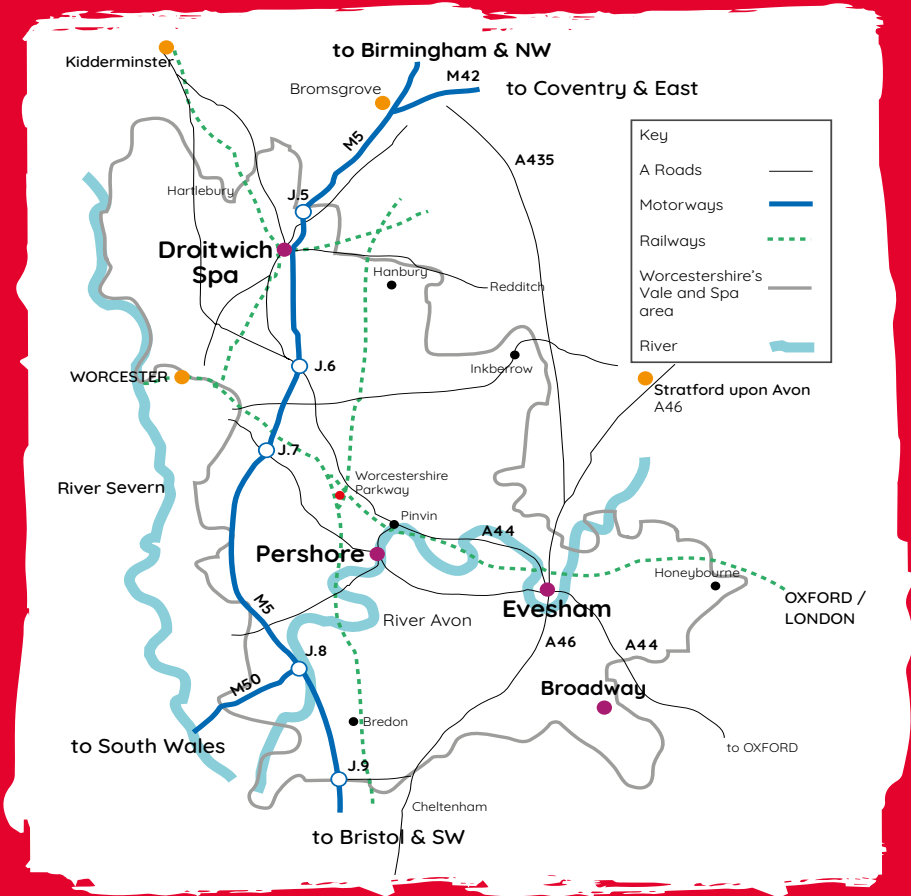 to Birmingham & NW
Kidderminster
M42
Bromsgrove
to Coventry & East
M5
A435
Key
A Roads
Motorways
Railways
Worcestershire's
Vale and Spa
area
River
Hartlebury
J.5
Droitwich
Spa
Hanbury
Redditch
J.6
Inkberrow
WORCESTER
Stratford upon Avon
A46
J.7
River Severn
Worcestershire
Parkway
Pinvin
A44
Pershore
Honeybourne
OXFORD /
LONDON
M5
Evesham
River Avon
A46
A44
J.8
M50
Broadway
Bredon
to South Wales
to OXFORD
J.9
Cheltenham
to Bristol & SW